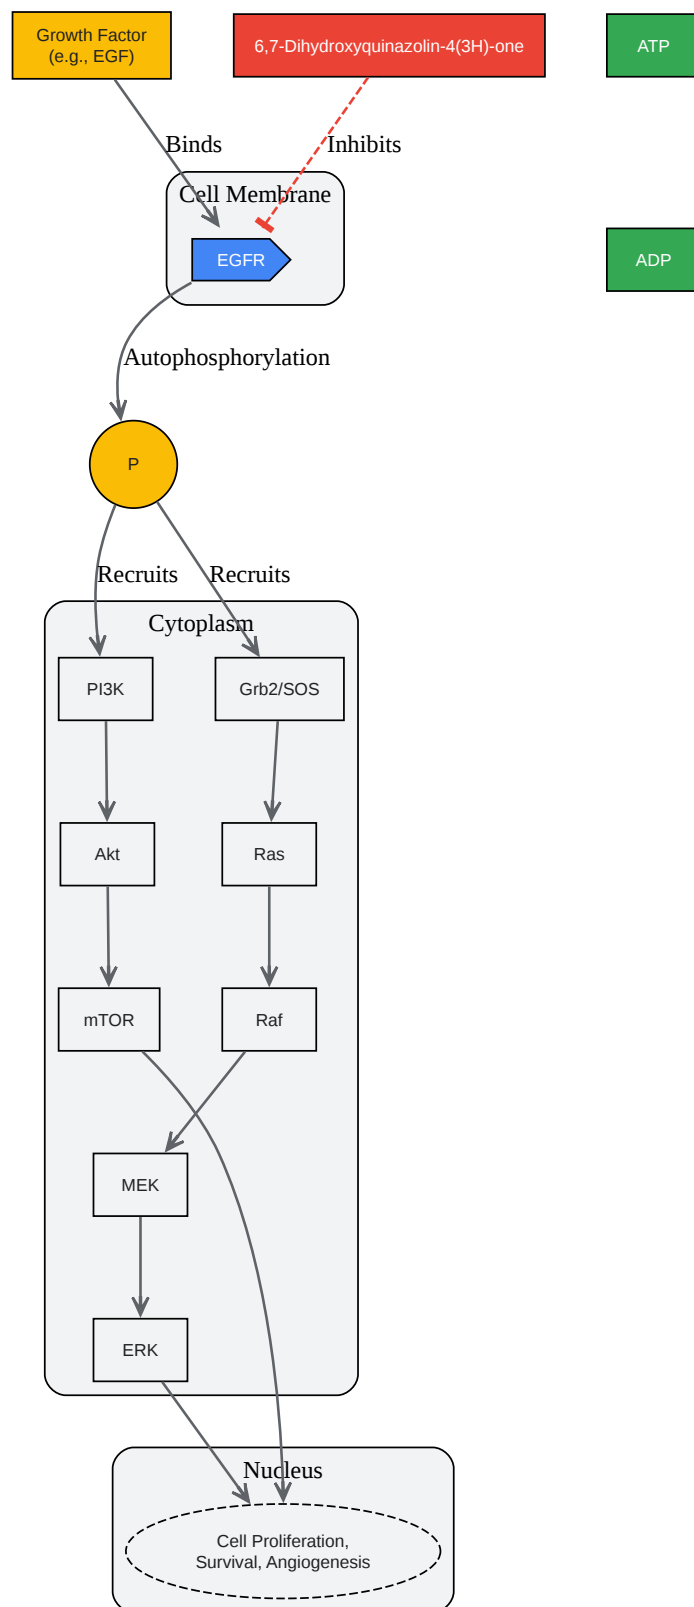 Growth Factor
(e.g., EGF)
6,7-Dihydroxyquinazolin-4(3H)-one
ATP
Binds
Inhibits
Cell Membrane
EGFR
ADP
Autophosphorylation
P
Recruits
Recruits
Cytoplasm
PI3K
Grb2/SOS
Akt
Ras
mTOR
Raf
MEK
ERK
Nucleus
Cell Proliferation,
Survival, Angiogenesis